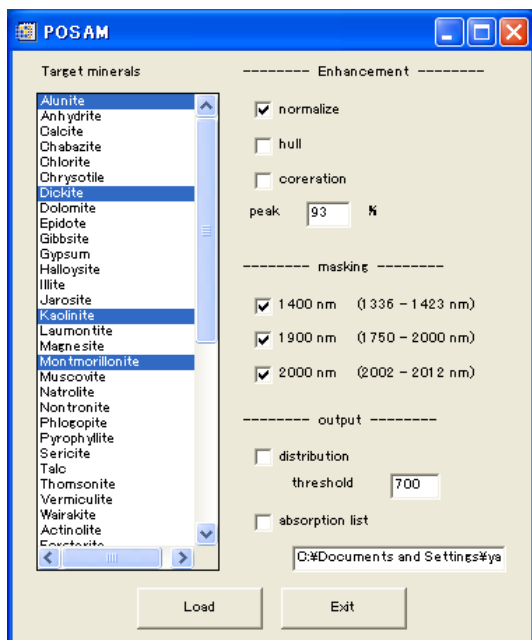 POSAM
Target minerals
Alunite
Anhydrite
Calcite
Chabazite
Chlorite
Chrysotile
Dickite
Dolomite
Epidote
Gibbsite
Gypsum
Halloysite
Illite
Jarosite
Kaolinite
Laumontite
Magnesite
Montmorillonite
Muscovite
Natrolite
Nontronite
Phlogopite
Pyrophyllite
Sericite
Talc
Thomsonite
Vermiculite
Wairakite
Actinolite
-------- Enhancement --------
normalize
hull
coreration
peak 93 %
-------- masking --------
1400 nm (1336 - 1423 nm)
1900 nm (1750 - 2000 nm)
2000 nm (2002 - 2012 nm)
-------- output --------
distribution
threshold 700
absorption list
C:¥Documents and Settings¥ya
Load Exit